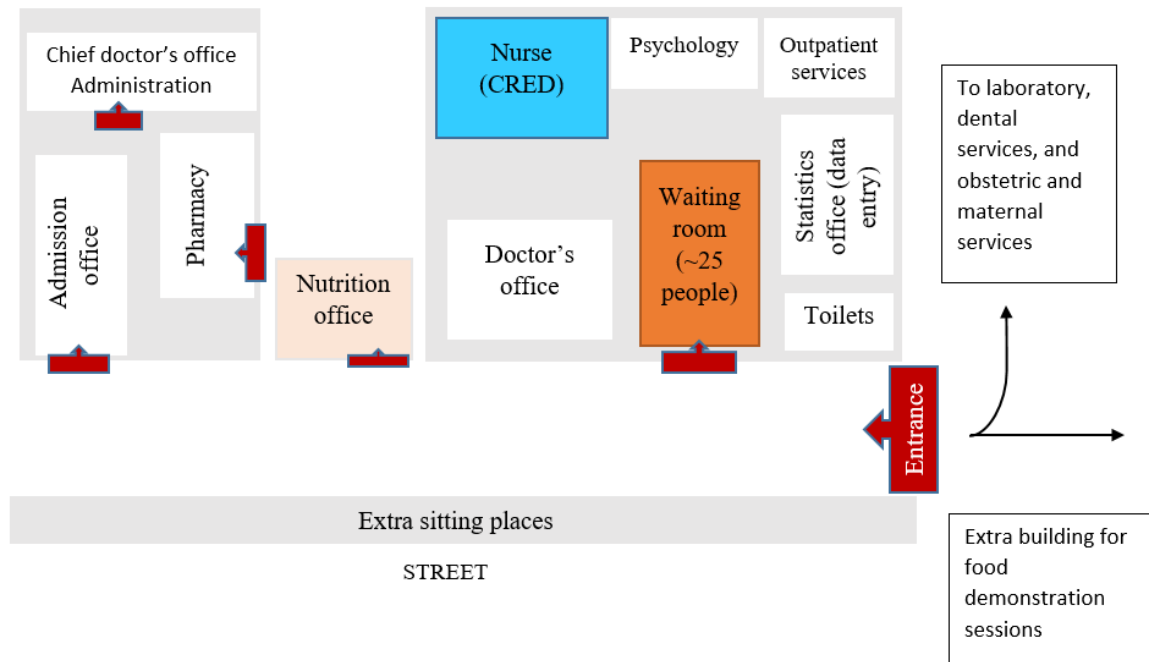 Chief doctor's office
Administration
Admission
office
Pharmacy
Nutrition
office
Nurse
(CRED)
Psychology
Outpatient
services
Doctor's
office
Waiting
room
(~25
people)
Statistics
office (data
entry)
Toilets
Entrance
To laboratory,
dental
services, and
obstetric and
maternal
services
Extra sitting places
STREET
Extra building for
food
demonstration
sessions